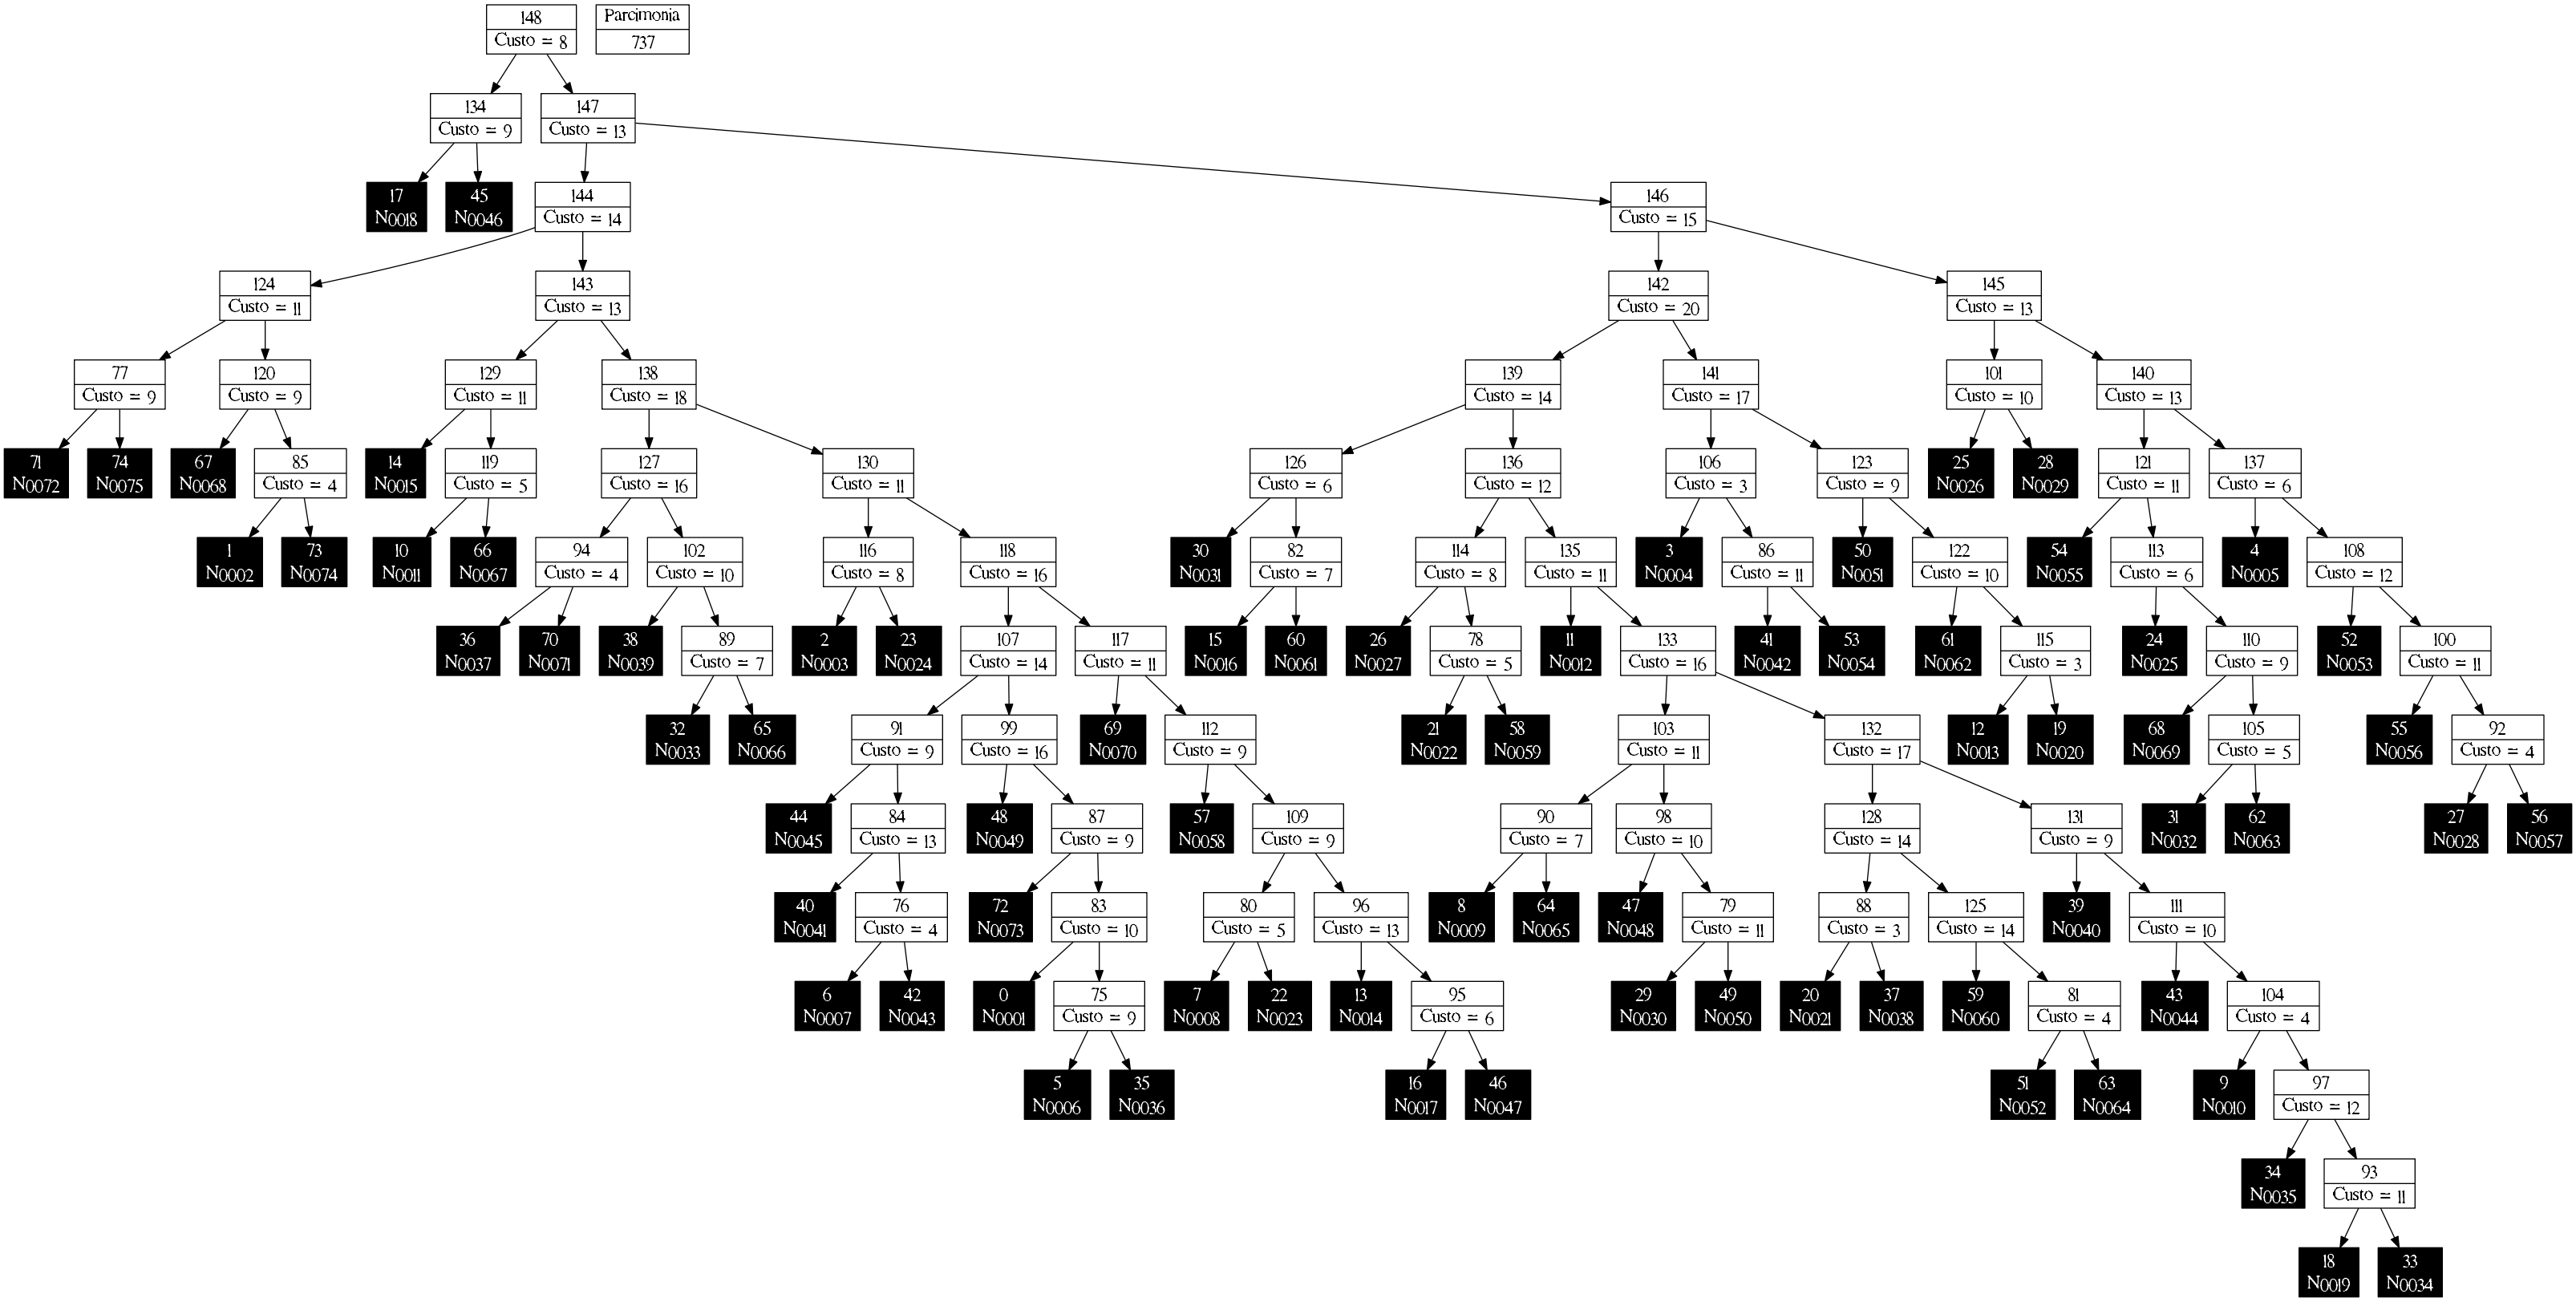 148
Custo = 8
Parcimonia
737
134
Custo = 9
147
Custo = 13
17
N0018
45
N0046
144
Custo = 14
146
Custo = 15
124
Custo = 11
143
Custo = 13
142
Custo = 20
145
Custo = 13
77
Custo = 9
120
Custo = 9
129
Custo = 11
138
Custo = 18
139
Custo = 14
141
Custo = 17
101
Custo = 10
140
Custo = 13
71
N0072
74
N0075
67
N0068
85
Custo = 4
14
N0015
119
Custo = 5
127
Custo = 16
130
Custo = 11
126
Custo = 6
136
Custo = 12
106
Custo = 3
123
Custo = 9
25
N0026
28
N0029
121
Custo = 11
137
Custo = 6
1
N0002
73
N0074
10
N0011
66
N0067
94
Custo = 4
102
Custo = 10
116
Custo = 8
118
Custo = 16
30
N0031
82
Custo = 7
114
Custo = 8
135
Custo = 11
3
N0004
86
Custo = 11
50
N0051
122
Custo = 10
54
N0055
113
Custo = 6
4
N0005
108
Custo = 12
36
N0037
70
N0071
38
N0039
89
Custo = 7
2
N0003
23
N0024
107
Custo = 14
117
Custo = 11
15
N0016
60
N0061
26
N0027
78
Custo = 5
11
N0012
133
Custo = 16
41
N0042
53
N0054
61
N0062
115
Custo = 3
24
N0025
110
Custo = 9
52
N0053
100
Custo = 11
32
N0033
65
N0066
91
Custo = 9
99
Custo = 16
69
N0070
112
Custo = 9
21
N0022
58
N0059
103
Custo = 11
132
Custo = 17
12
N0013
19
N0020
68
N0069
105
Custo = 5
55
N0056
92
Custo = 4
44
N0045
84
Custo = 13
48
N0049
87
Custo = 9
57
N0058
109
Custo = 9
90
Custo = 7
98
Custo = 10
128
Custo = 14
131
Custo = 9
31
N0032
62
N0063
27
N0028
56
N0057
40
N0041
76
Custo = 4
72
N0073
83
Custo = 10
80
Custo = 5
96
Custo = 13
8
N0009
64
N0065
47
N0048
79
Custo = 11
88
Custo = 3
125
Custo = 14
39
N0040
111
Custo = 10
6
N0007
42
N0043
0
N0001
75
Custo = 9
7
N0008
22
N0023
13
N0014
95
Custo = 6
29
N0030
49
N0050
20
N0021
37
N0038
59
N0060
81
Custo = 4
43
N0044
104
Custo = 4
5
N0006
35
N0036
16
N0017
46
N0047
51
N0052
63
N0064
9
N0010
97
Custo = 12
34
N0035
93
Custo = 11
18
N0019
33
N0034